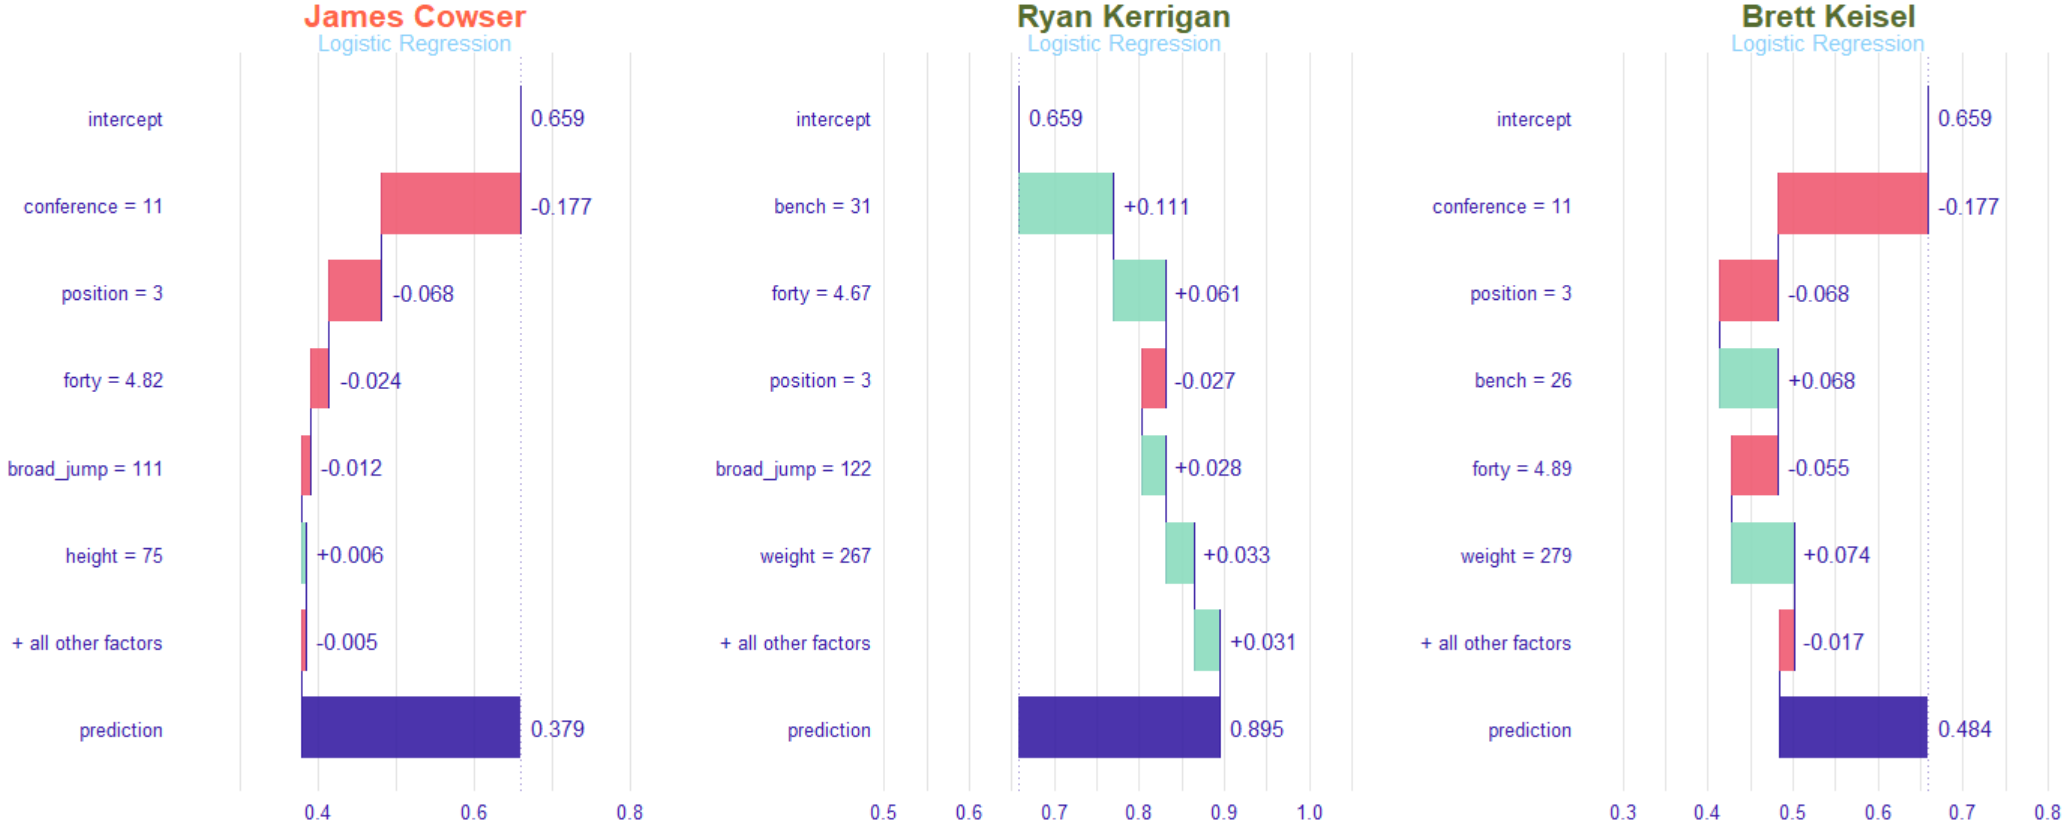 James Cowser
Logistic Regression
intercept
0.659
conference = 11
-0.177
position = 3
-0.068
forty = 4.82
-0.024
broad_jump = 111
-0.012
height = 75
+0.006
+ all other factors
-0.005
prediction
0.379
0.4 0.6 0.8
Ryan Kerrigan
Logistic Regression
intercept
0.659
bench = 31
+0.111
forty = 4.67
+0.061
position = 3
-0.027
broad_jump = 122
+0.028
weight = 267
+0.033
+ all other factors
+0.031
prediction
0.895
0.5 0.6 0.7 0.8 0.9 1.0
Brett Keisel
Logistic Regression
intercept
0.659
conference = 11
-0.177
position = 3
-0.068
bench = 26
+0.068
forty = 4.89
-0.055
weight = 279
+0.074
+ all other factors
-0.017
prediction
0.484
0.3 0.4 0.5 0.6 0.7 0.8